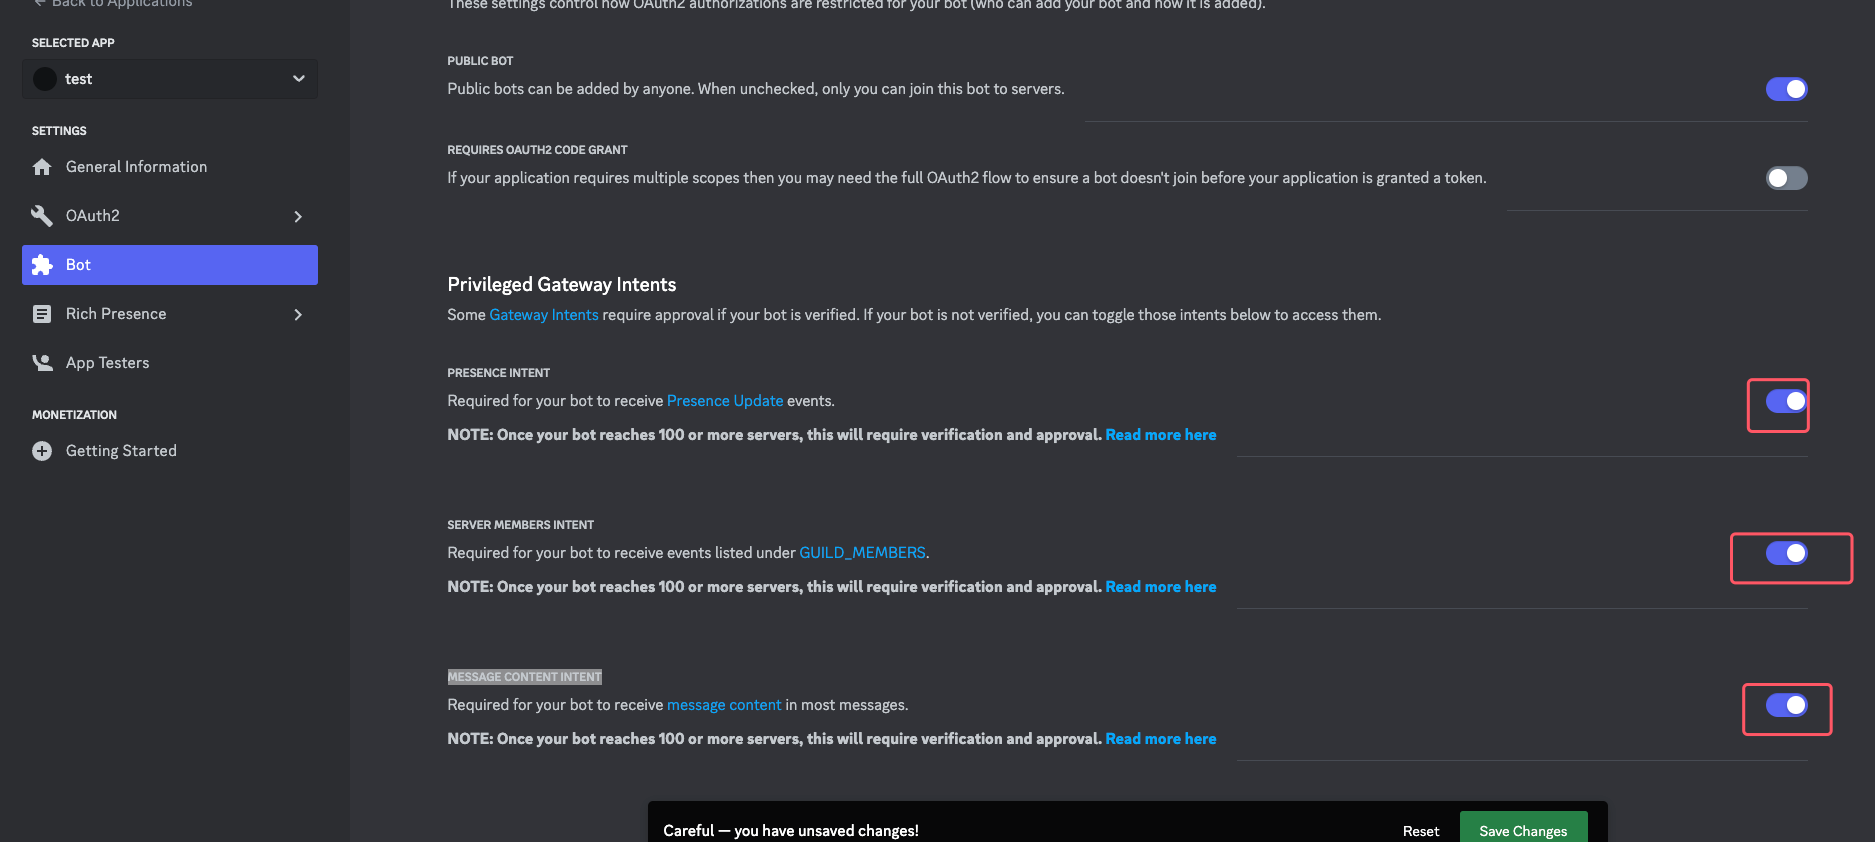 Back to Applications
SELECTED APP
test
SETTINGS
General Information
OAuth2
Bot
Rich Presence
App Testers
MONETIZATION
Getting Started
These settings control how OAuth2 authorizations are restricted for your bot (who can add your bot and how it is added).
PUBLIC BOT
Public bots can be added by anyone. When unchecked, only you can join this bot to servers.
REQUIRES OAUTH2 CODE GRANT
If your application requires multiple scopes then you may need the full OAuth2 flow to ensure a bot doesn't join before your application is granted a token.
Privileged Gateway Intents
Some Gateway Intents require approval if your bot is verified. If your bot is not verified, you can toggle those intents below to access them.
PRESENCE INTENT
Required for your bot to receive Presence Update events.
NOTE: Once your bot reaches 100 or more servers, this will require verification and approval. Read more here
SERVER MEMBERS INTENT
Required for your bot to receive events listed under GUILD_MEMBERS.
NOTE: Once your bot reaches 100 or more servers, this will require verification and approval. Read more here
MESSAGE CONTENT INTENT
Required for your bot to receive message content in most messages.
NOTE: Once your bot reaches 100 or more servers, this will require verification and approval. Read more here
Careful — you have unsaved changes!
Reset
Save Changes